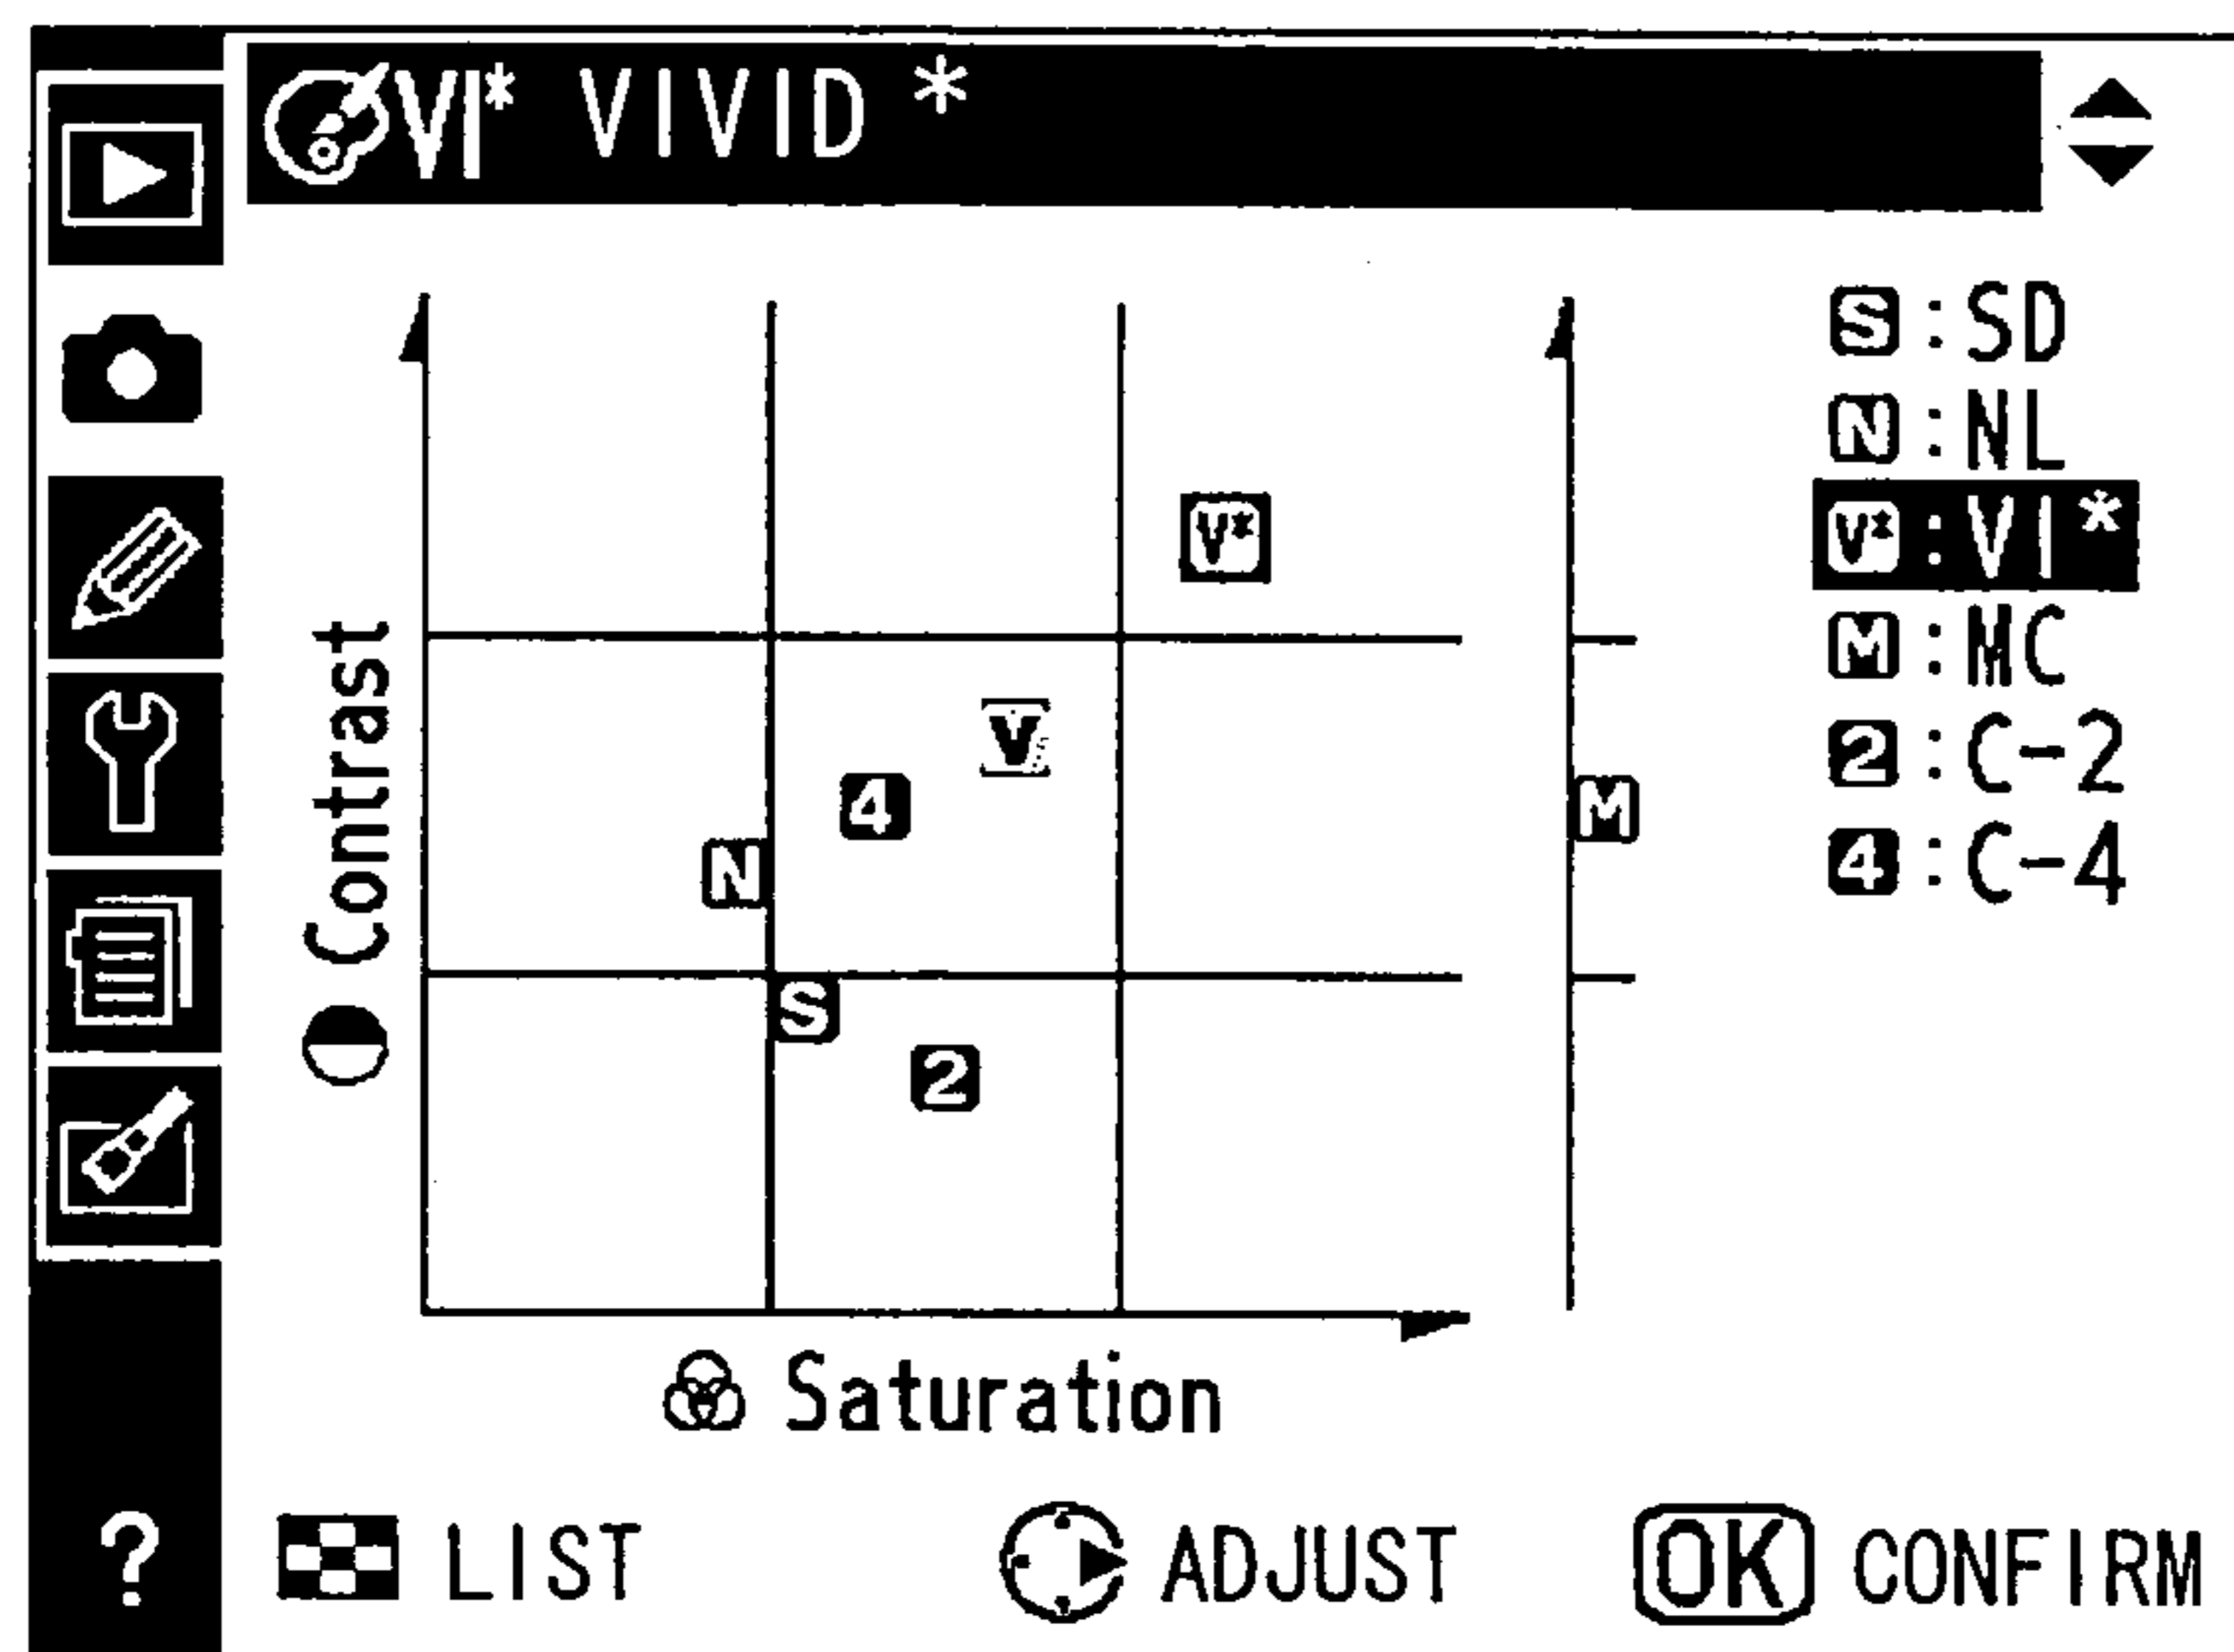 VI* VIVID *
S:SD
N:NL
V*:VI*
M:MC
2:C-2
4:C-4
Contrast
V*
V
4
M
N
S
2
Saturation
?
LIST
ADJUST
OK CONFIRM